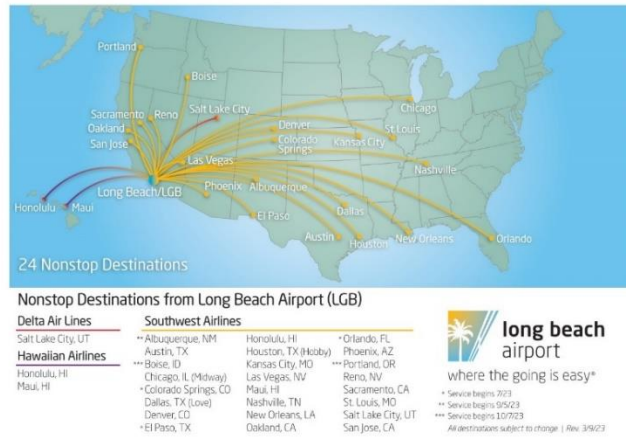 Portland
Boise
Chicago
Sacramento
Reno
Salt Lake City
Oakland
Denver
St. Louis
San Jose
Colorado
Springs
Kansas City
Las Vegas
Nashville
Long Beach/LGB
Phoenix
Albuquerque
Honolulu
Maui
El Paso
Dallas
Austin
Houston
New Orleans
Orlando
24 Nonstop Destinations
Nonstop Destinations from Long Beach Airport (LGB)
Delta Air Lines
Salt Lake City, UT
Hawaiian Airlines
Honolulu, HI
Maui, HI
Southwest Airlines
** Albuquerque, NM
Austin, TX
*** Boise, ID
Chicago, IL (Midway)
* Colorado Springs, CO
Dallas, TX (Love)
Denver, CO
* El Paso, TX
Honolulu, HI
Houston, TX (Hobby)
Kansas City, MO
Las Vegas, NV
Maui, HI
Nashville, TN
New Orleans, LA
Oakland, CA
* Orlando, FL
Phoenix, AZ
*** Portland, OR
Reno, NV
Sacramento, CA
St. Louis, MO
Salt Lake City, UT
San Jose, CA
long beach
airport
where the going is easy®
* Service begins 7/23
** Service begins 9/5/23
*** Service begins 10/7/23
All destinations subject to change | Rev. 3/9/23